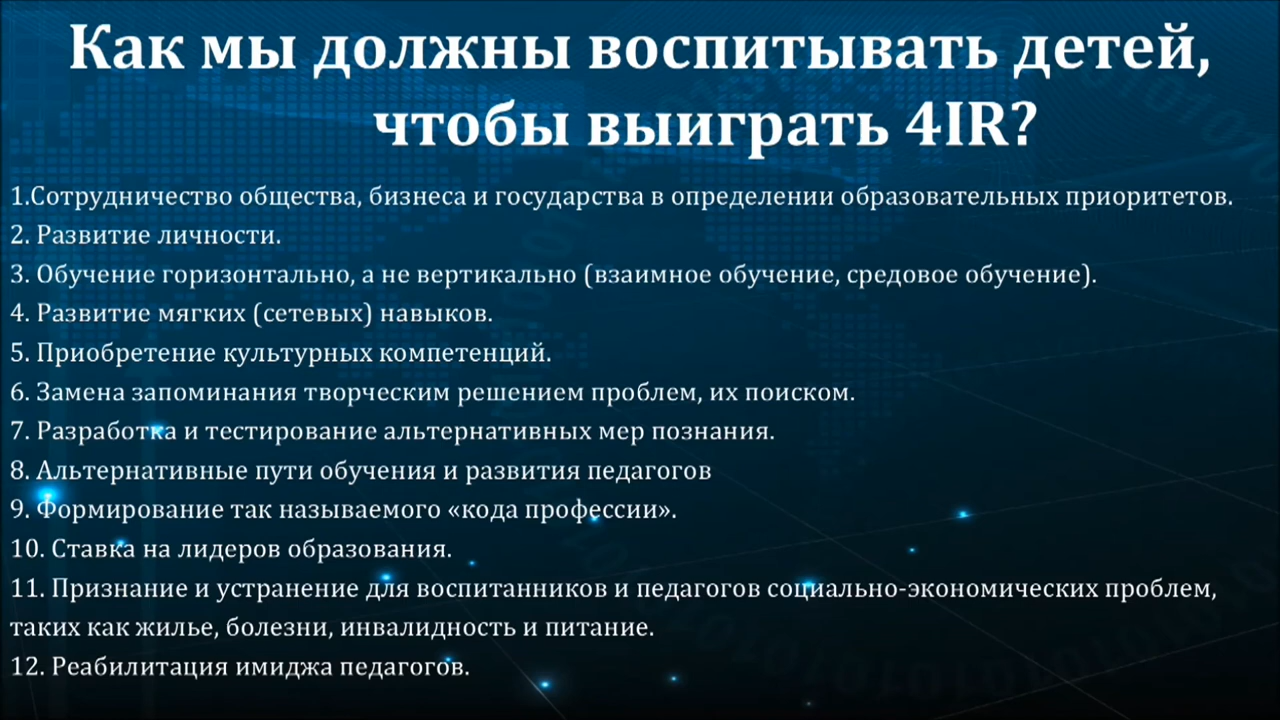 Как мы должны воспитывать детей,
чтобы выиграть 4IR?
1.Сотрудничество общества, бизнеса и государства в определении образовательных приоритетов.
2. Развитие личности.
3. Обучение горизонтально, а не вертикально (взаимное обучение, средовое обучение).
4. Развитие мягких (сетевых) навыков.
5. Приобретение культурных компетенций.
6. Замена запоминания творческим решением проблем, их поиском.
7. Разработка и тестирование альтернативных мер познания.
8. Альтернативные пути обучения и развития педагогов
9. Формирование так называемого «кода профессии».
10. Ставка на лидеров образования.
11. Признание и устранение для воспитанников и педагогов социально-экономических проблем,
таких как жилье, болезни, инвалидность и питание.
12. Реабилитация имиджа педагогов.